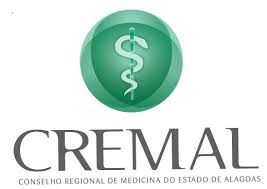 CREMAL
CONSELHO REGIONAL DE MEDICINA DO ESTADO DE ALAGOAS